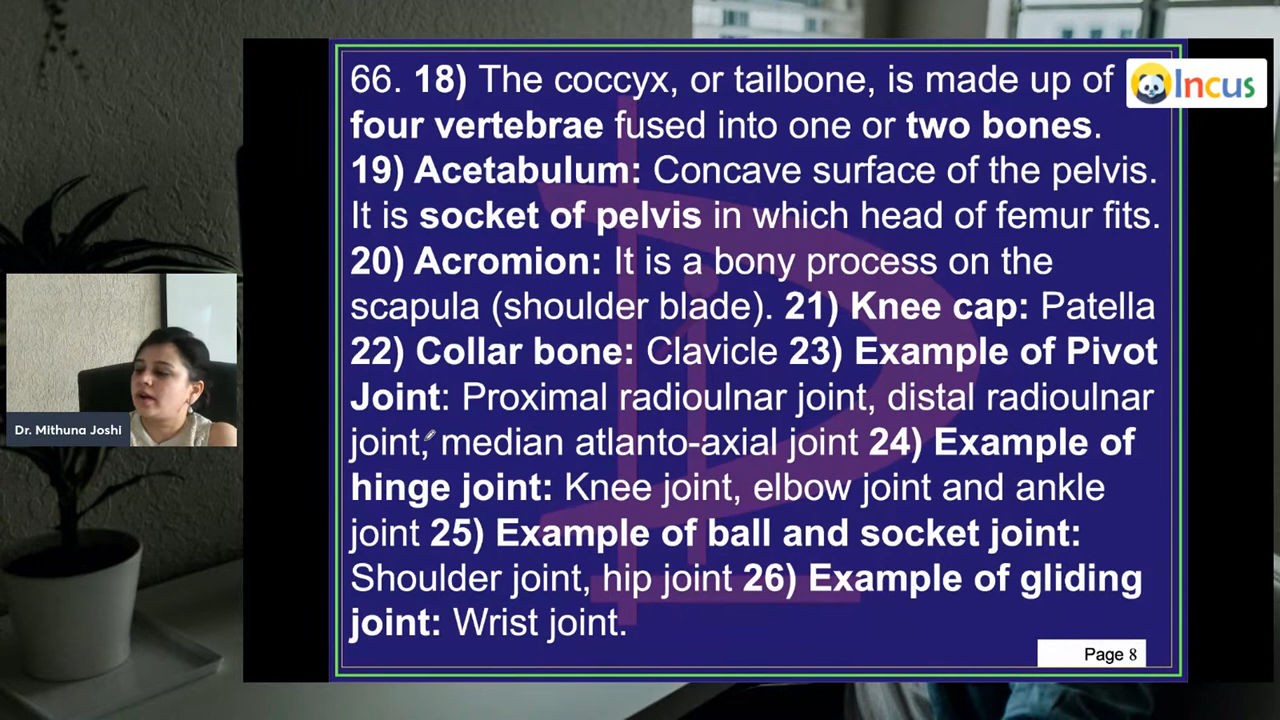 66. 18) The coccyx, or tailbone, is made up of
four vertebrae fused into one or two bones.
19) Acetabulum: Concave surface of the pelvis.
It is socket of pelvis in which head of femur fits.
20) Acromion: It is a bony process on the
scapula (shoulder blade). 21) Knee cap: Patella
22) Collar bone: Clavicle 23) Example of Pivot
Joint: Proximal radioulnar joint, distal radioulnar
joint, median atlanto-axial joint 24) Example of
hinge joint: Knee joint, elbow joint and ankle
joint 25) Example of ball and socket joint:
Shoulder joint, hip joint 26) Example of gliding
joint: Wrist joint.
Page 8
Incus
Dr. Mithuna Joshi